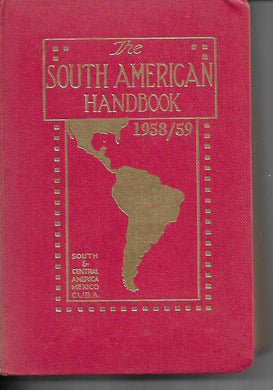 The
SOUTH AMERICAN
HANDBOOK
1958/59
SOUTH
&
CENTRAL
AMERICA
MEXICO
CUBA